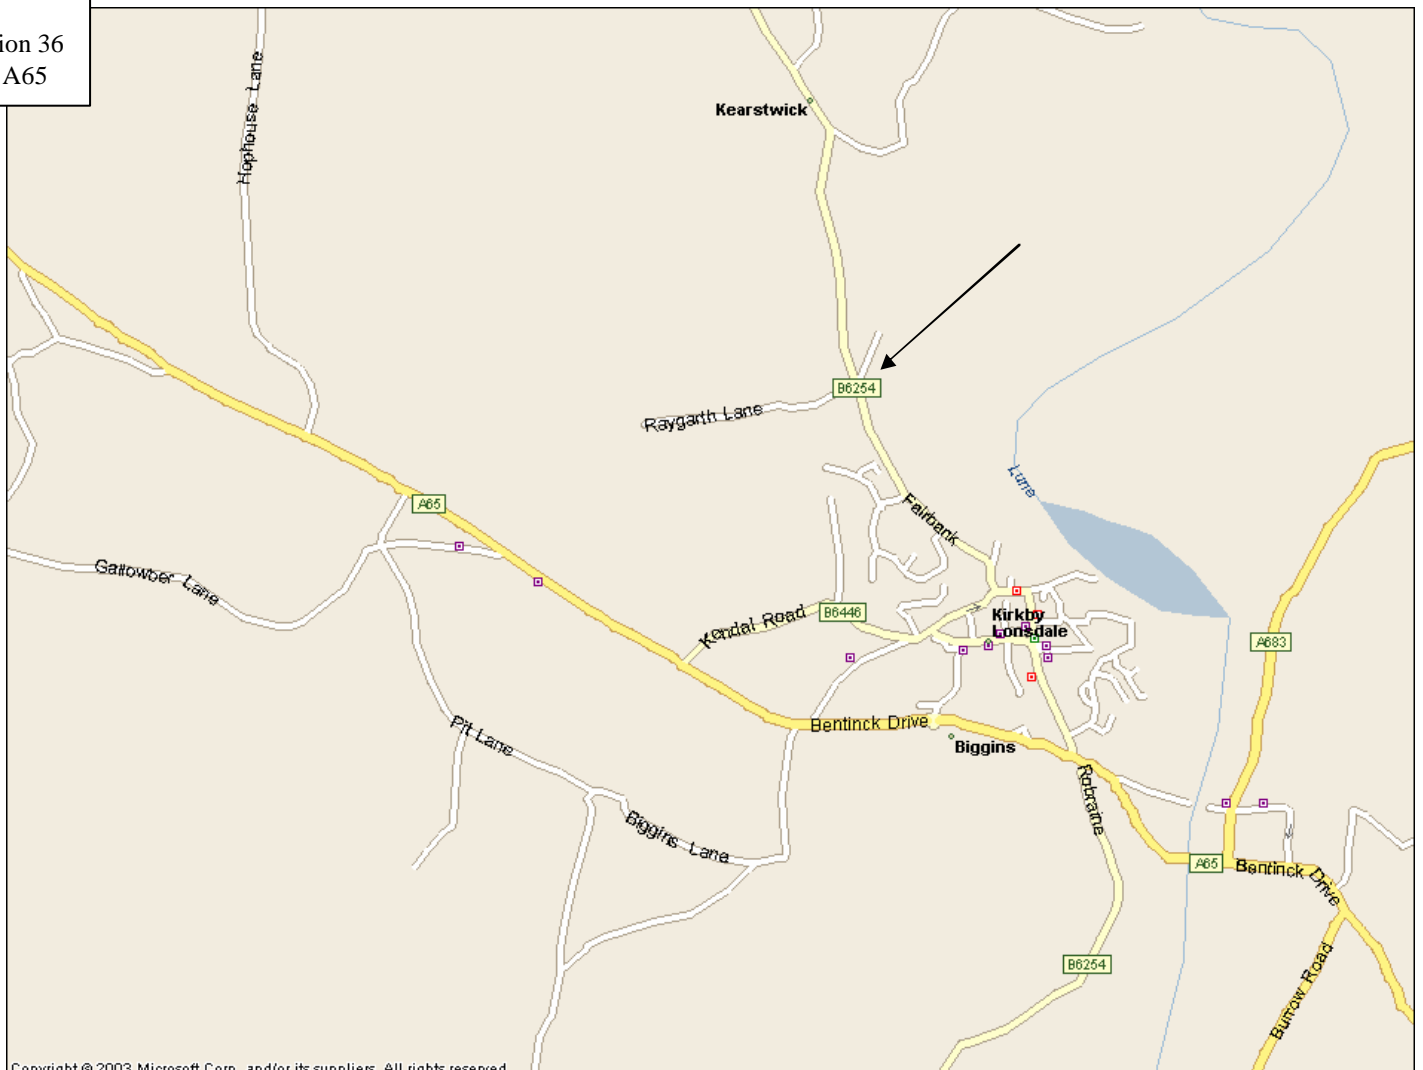 ion 36
A65
Hophouse Lane
Kearstwick
B6254
Raygarth Lane
Lune
A65
Fairbank
Gallowber Lane
Kendal Road
B6446
Kirkby
Lonsdale
A683
Pit Lane
Bentinck Drive
Biggins
Robraine
Biggins Lane
A65
Bentinck Drive
B6254
Burrow Road
Copyright © 2003 Microsoft Corp. and/or its suppliers. All rights reserved.